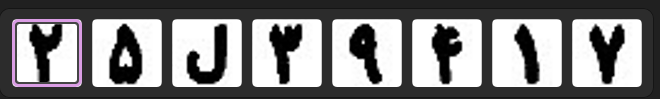 ۲ ۵ ل ۳ ۹ ۴ ۱ ۷